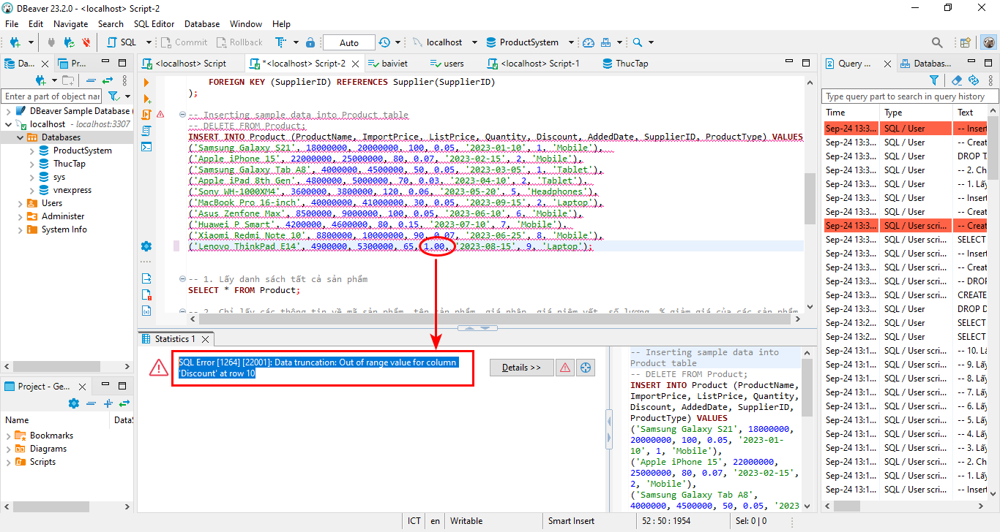 DBeaver 23.2.0 - <localhost> Script-2
File Edit Navigate Search SQL Editor Database Window Help
SQL Commit Rollback Auto localhost ProductSystem
Da... Pr...
Enter a part of object nar
DBeaver Sample Database (
localhost - localhost:3307
Databases
ProductSystem
ThucTap
sys
vnexpress
Users
Administer
System Info
Project - Ge...
Name DataS
Bookmarks
Diagrams
Scripts
<localhost> Script *<localhost> Script-2 baiviet users <localhost> Script-1 ThucTap
FOREIGN KEY (SupplierID) REFERENCES Supplier(SupplierID)
);
-- Inserting sample data into Product table
-- DELETE FROM Product;
INSERT INTO Product (ProductName, ImportPrice, ListPrice, Quantity, Discount, AddedDate, SupplierID, ProductType) VALUES
('Samsung Galaxy S21', 18000000, 20000000, 100, 0.05, '2023-01-10', 1, 'Mobile'),
('Apple iPhone 15', 22000000, 25000000, 80, 0.07, '2023-02-15', 2, 'Mobile'),
('Samsung Galaxy Tab A8', 4000000, 4500000, 50, 0.05, '2023-03-05', 1, 'Tablet'),
('Apple iPad 8th Gen', 4800000, 5000000, 70, 0.03, '2023-04-10', 2, 'Tablet'),
('Sony WH-1000XM4', 3600000, 3800000, 120, 0.06, '2023-05-20', 5, 'Headphones'),
('MacBook Pro 16-inch', 40000000, 41000000, 30, 0.05, '2023-09-15', 2, 'Laptop'),
('Asus Zenfone Max', 8500000, 9000000, 100, 0.05, '2023-06-10', 6, 'Mobile'),
('Huawei P Smart', 4200000, 4600000, 80, 0.15, '2023-07-10', 7, 'Mobile'),
('Xiaomi Redmi Note 10', 8800000, 10000000, 90, 0.07, '2023-06-25', 8, 'Mobile'),
('Lenovo ThinkPad E14', 4900000, 5300000, 65, 1.00, '2023-08-15', 9, 'Laptop');
-- 1. Lấy danh sách tất cả sản phẩm
SELECT * FROM Product;
-- 2. Chỉ lấy các thông tin về mã sản phẩm, tên sản phẩm, giá nhập, giá niêm yết, số lượng, % giảm giá của các sản phẩm
Statistics 1
SQL Error [1264] [22001]: Data truncation: Out of range value for column
'Discount' at row 10
Details >>
-- Inserting sample data into
Product table
-- DELETE FROM Product;
INSERT INTO Product (ProductName,
ImportPrice, ListPrice, Quantity,
Discount, AddedDate, SupplierID,
ProductType) VALUES
('Samsung Galaxy S21', 18000000,
20000000, 100, 0.05, '2023-01-
10', 1, 'Mobile'),
('Apple iPhone 15', 22000000,
25000000, 80, 0.07, '2023-02-15',
2, 'Mobile'),
('Samsung Galaxy Tab A8',
4000000, 4500000, 50, 0.05, '2023
Query ... Databas...
Type query part to search in query history
Time Type Text
Sep-24 13:3... SQL / User -- Insert
Sep-24 13:3... SQL / User -- Creat
Sep-24 13:3... SQL / User DROP T
Sep-24 13:3... SQL / User -- 2. Ch
Sep-24 13:3... SQL / User -- 1. Lấ
Sep-24 13:3... SQL / User -- Insert
Sep-24 13:3... SQL / User -- Creat
Sep-24 13:3... SQL / User scri... -- Creat
Sep-24 13:3... SQL / User scri... SELECT
Sep-24 13:3... SQL / User scri... -- Insert
Sep-24 13:3... SQL / User scri... -- Creat
Sep-24 13:3... SQL / User scri... -- DROP
Sep-24 13:3... SQL / User scri... CREATE
Sep-24 13:3... SQL / User scri... DROP D
Sep-24 13:2... SQL / User SELECT
Sep-24 13:2... SQL / User SELECT
Sep-24 13:1... SQL / User scri... -- 10. L
Sep-24 13:1... SQL / User scri... -- 9. Lấ
Sep-24 13:1... SQL / User scri... -- 8. Lấ
Sep-24 13:1... SQL / User scri... -- 7. Lấ
Sep-24 13:1... SQL / User scri... -- 6. Lấ
Sep-24 13:1... SQL / User scri... -- 5. Lấ
Sep-24 13:1... SQL / User scri... -- 4. Lấ
Sep-24 13:1... SQL / User scri... -- 3. Lấ
Sep-24 13:1... SQL / User scri... -- 2. Ch
Sep-24 13:1... SQL / User scri... -- 1. Lấ
Sep-24 13:1... SQL / User scri... -- Insert
ICT en Writable Smart Insert 52 : 50 : 1954 Sel: 0 | 0